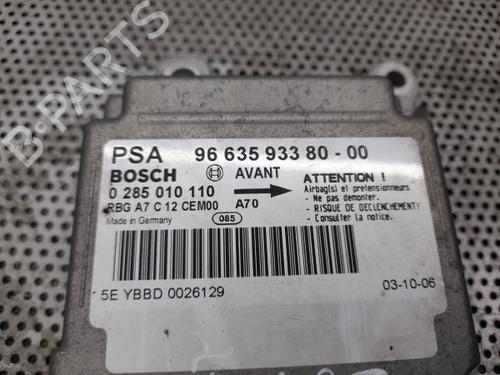 PSA 96 635 933 80-00
BOSCH AVANT
0 285 010 110
RBG A7 C 12 CEM00 A70
Made in Germany 085
ATTENTION !
Airbag(s) et pretensionneurs
- Ne pas demonter.
- RISQUE DE DECLENCHEMENT!
- Consulter la notice.
5E YBBD 0026129
03-10-06
B-PARTS